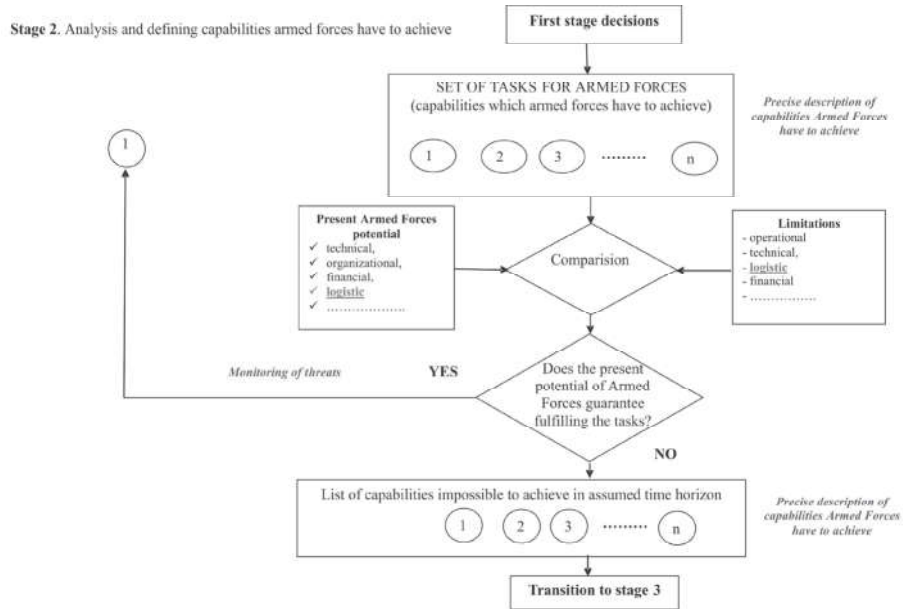 First stage decisions
Stage 2. Analysis and defining capabilities armed forces have to achieve
SET OF TASKS FOR ARMED FORCES
(capabilities which armed forces have to achieve)
1 2 3 ......... n
Precise description of
capabilities Armed Forces
have to achieve
1
Present Armed Forces
potential
✓ technical,
✓ organizational,
✓ financial,
✓ logistic
✓ ...................
Comparision
Limitations
- operational
- technical,
- logistic
- financial
- ................
Monitoring of threats
YES
Does the present
potential of Armed
Forces guarantee
fulfilling the tasks?
NO
List of capabilities impossible to achieve in assumed time horizon
1 2 3 ......... n
Precise description of
capabilities Armed Forces
have to achieve
Transition to stage 3